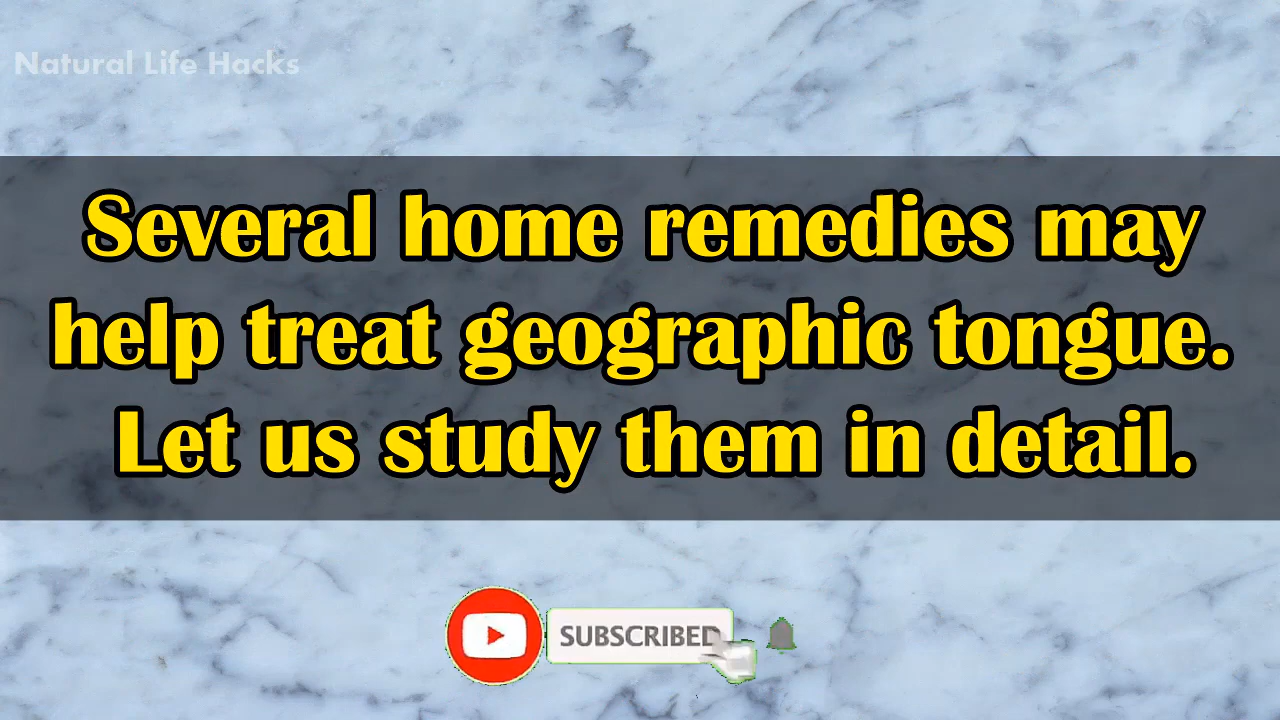 Natural Life Hacks
Several home remedies may
help treat geographic tongue.
Let us study them in detail.
SUBSCRIBED